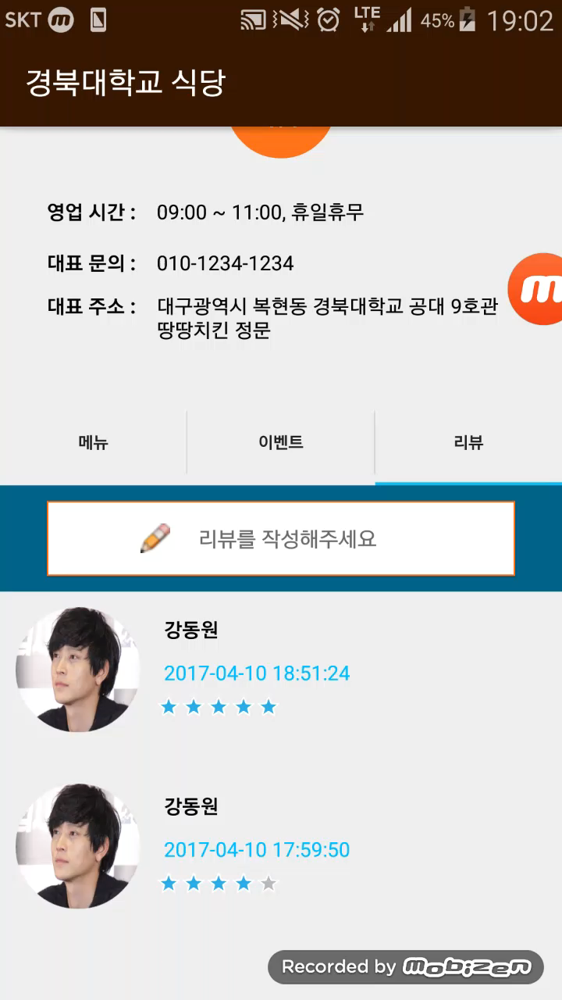 SKT
LTE
45%
19:02
경북대학교 식당
영업 시간 : 09:00 ~ 11:00, 휴일휴무
대표 문의 : 010-1234-1234
대표 주소 : 대구광역시 복현동 경북대학교 공대 9호관
땅땅치킨 정문
m
메뉴 이벤트 리뷰
리뷰를 작성해주세요
강동원
2017-04-10 18:51:24
강동원
2017-04-10 17:59:50
Recorded by mobizen